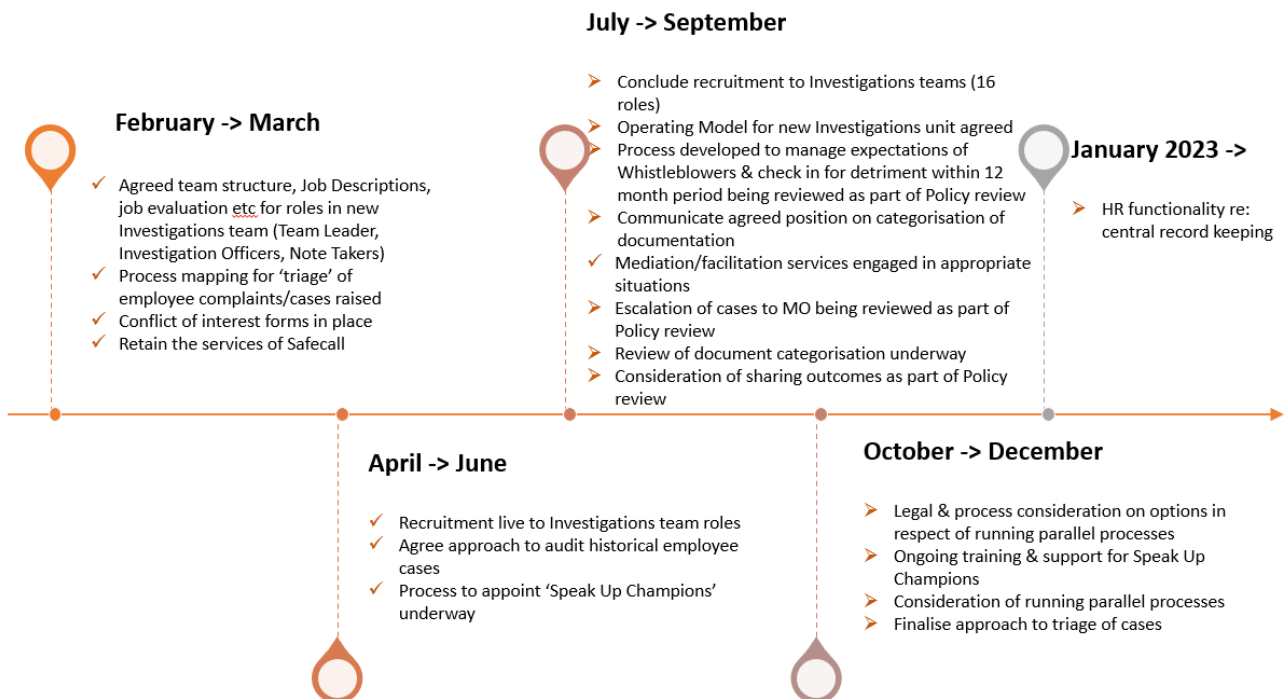 February -> March
✓ Agreed team structure, Job Descriptions,
job evaluation etc for roles in new
Investigations team (Team Leader,
Investigation Officers, Note Takers)
✓ Process mapping for ‘triage’ of
employee complaints/cases raised
✓ Conflict of interest forms in place
✓ Retain the services of Safecall
April -> June
✓ Recruitment live to Investigations team roles
✓ Agree approach to audit historical employee
cases
✓ Process to appoint ‘Speak Up Champions’
underway
July -> September
➢ Conclude recruitment to Investigations teams (16
roles)
➢ Operating Model for new Investigations unit agreed
➢ Process developed to manage expectations of
Whistleblowers & check in for detriment within 12
month period being reviewed as part of Policy review
➢ Communicate agreed position on categorisation of
documentation
✓ Mediation/facilitation services engaged in appropriate
situations
➢ Escalation of cases to MO being reviewed as part of
Policy review
➢ Review of document categorisation underway
➢ Consideration of sharing outcomes as part of Policy
review
October -> December
➢ Legal & process consideration on options in
respect of running parallel processes
➢ Ongoing training & support for Speak Up
Champions
➢ Consideration of running parallel processes
➢ Finalise approach to triage of cases
January 2023 ->
➢ HR functionality re:
central record keeping